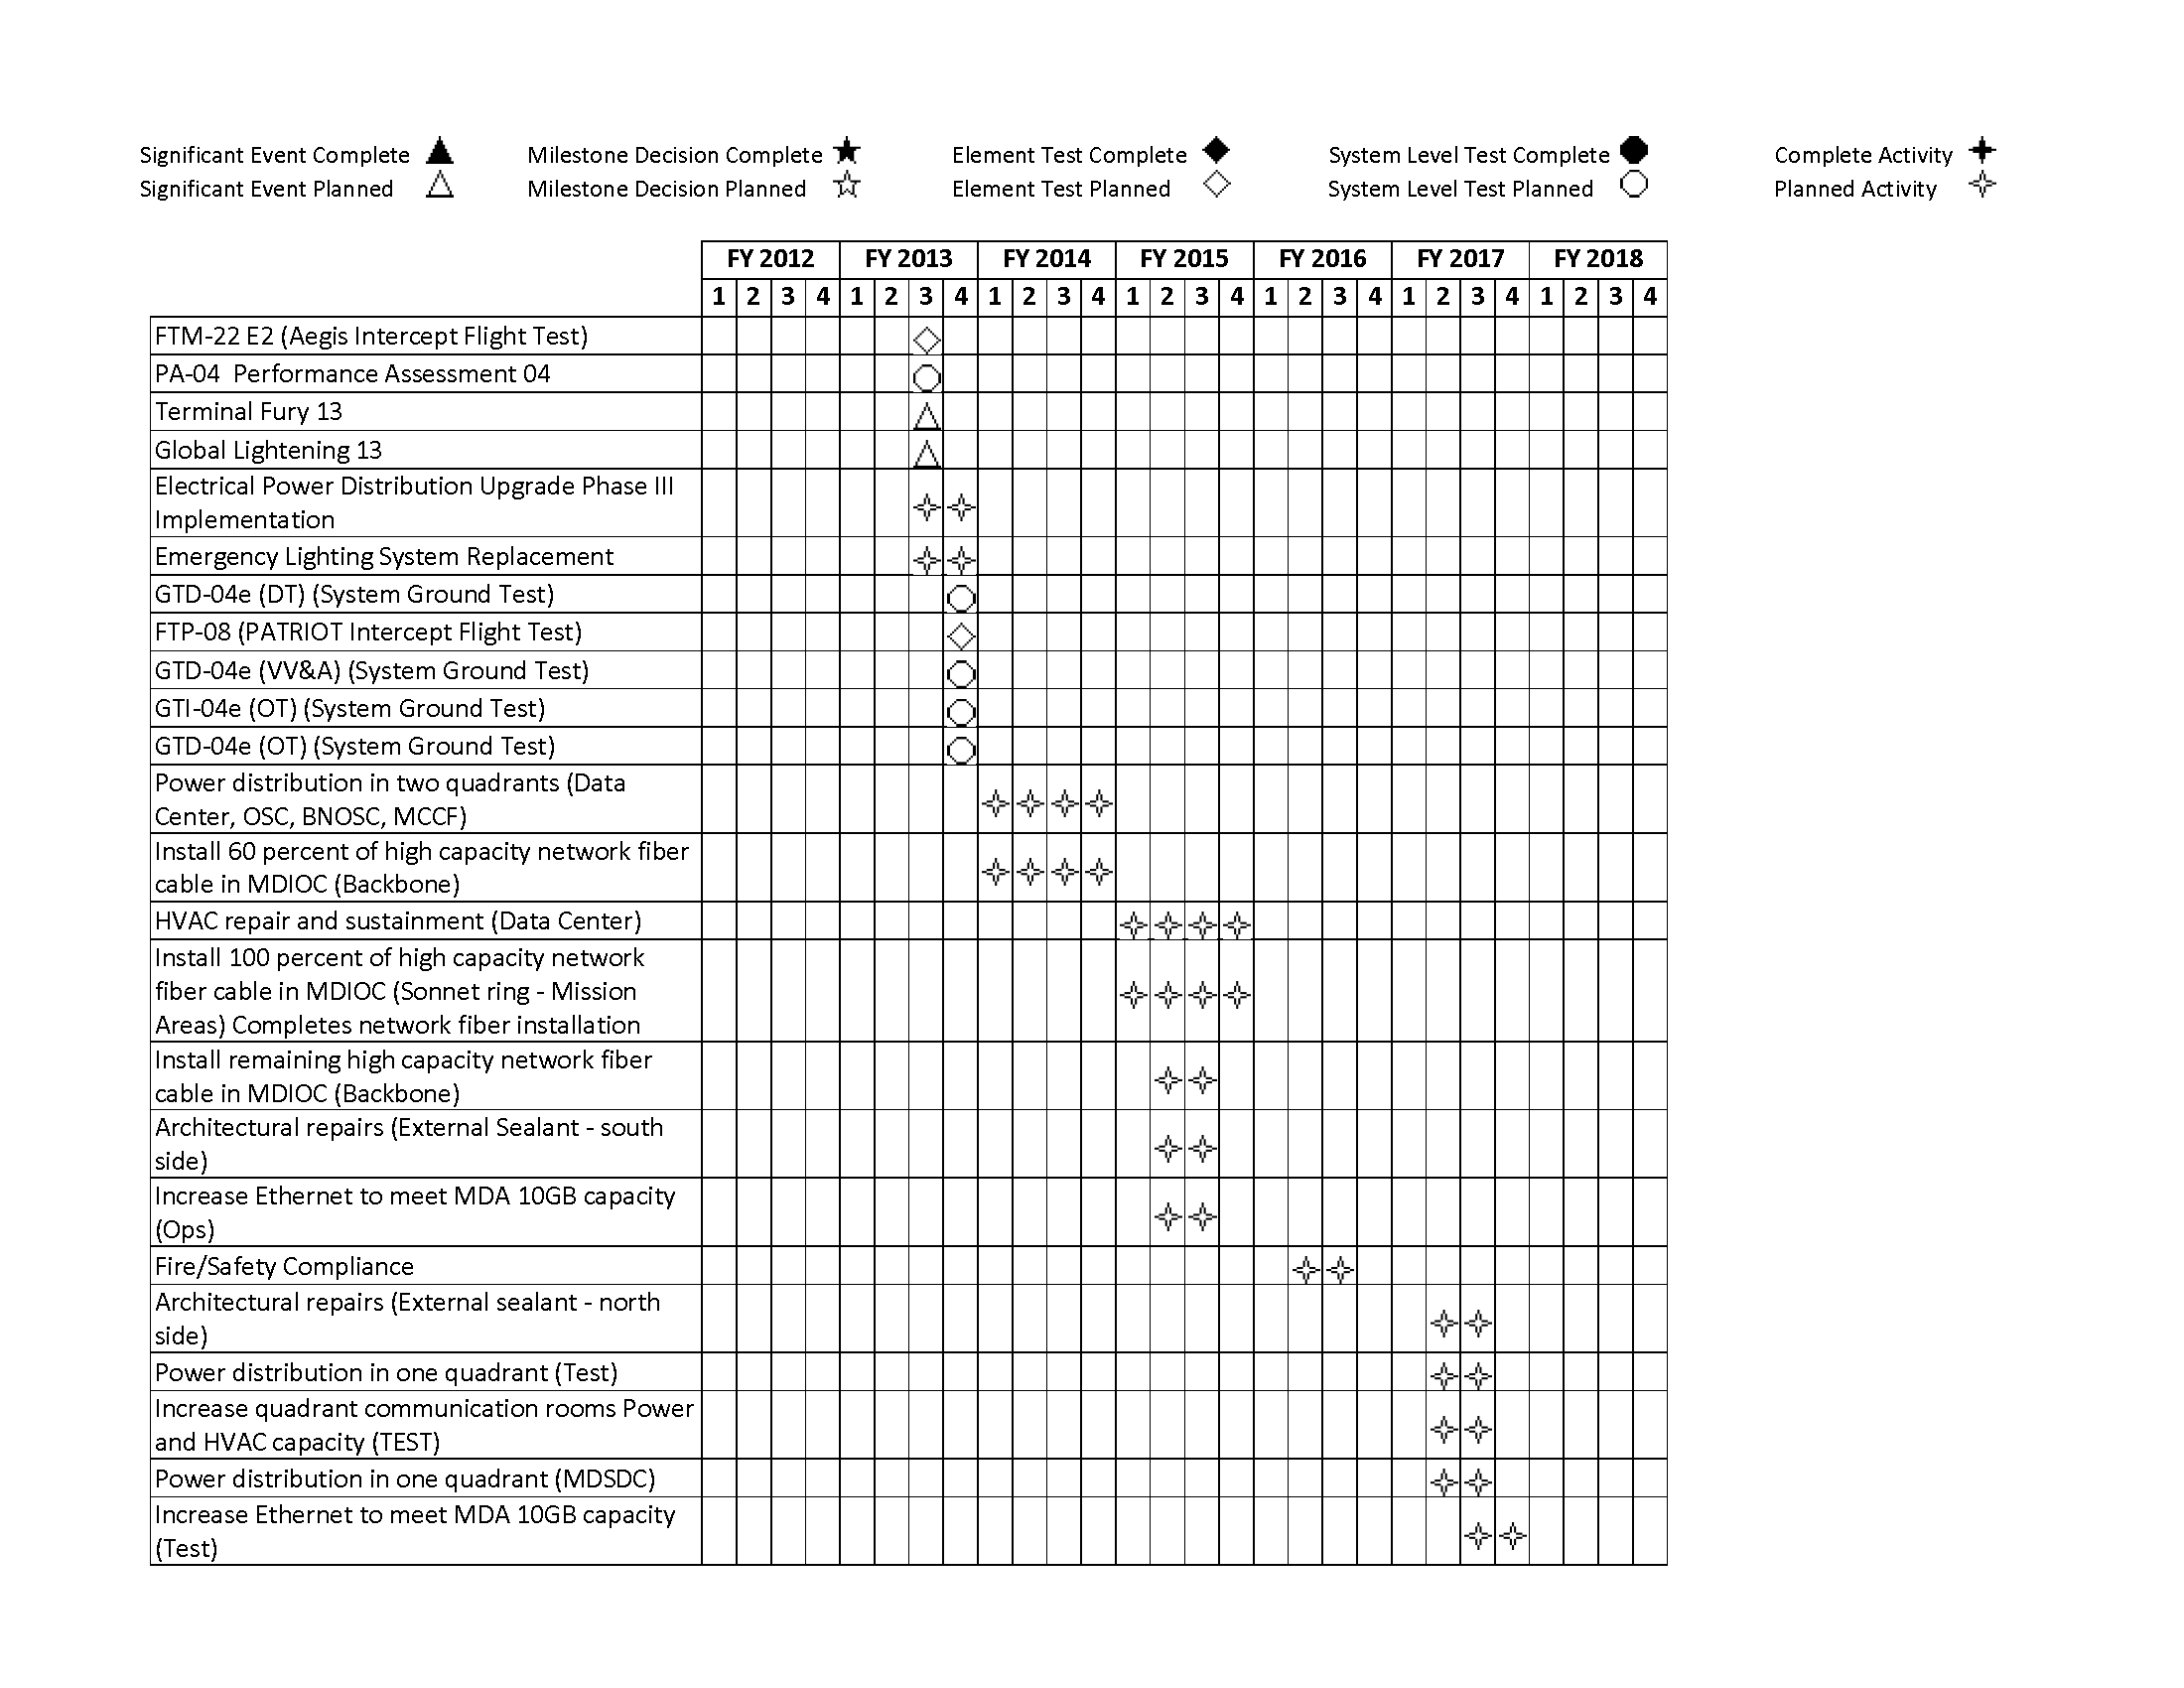 Significant Event Complete Milestone Decision Complete Element Test Complete System Level Test Complete Complete Activity
Significant Event Planned Milestone Decision Planned Element Test Planned System Level Test Planned Planned Activity
FY 2012 FY 2013 FY 2014 FY 2015 FY 2016 FY 2017 FY 2018
1 2 3 4 1 2 3 4 1 2 3 4 1 2 3 4 1 2 3 4 1 2 3 4 1 2 3 4
FTM-22 E2 (Aegis Intercept Flight Test)
PA-04 Performance Assessment 04
Terminal Fury 13
Global Lightening 13
Electrical Power Distribution Upgrade Phase III
Implementation
Emergency Lighting System Replacement
GTD-04e (DT) (System Ground Test)
FTP-08 (PATRIOT Intercept Flight Test)
GTD-04e (VV&A) (System Ground Test)
GTI-04e (OT) (System Ground Test)
GTD-04e (OT) (System Ground Test)
Power distribution in two quadrants (Data
Center, OSC, BNOSC, MCCF)
Install 60 percent of high capacity network fiber
cable in MDIOC (Backbone)
HVAC repair and sustainment (Data Center)
Install 100 percent of high capacity network
fiber cable in MDIOC (Sonnet ring - Mission
Areas) Completes network fiber installation
Install remaining high capacity network fiber
cable in MDIOC (Backbone)
Architectural repairs (External Sealant - south
side)
Increase Ethernet to meet MDA 10GB capacity
(Ops)
Fire/Safety Compliance
Architectural repairs (External sealant - north
side)
Power distribution in one quadrant (Test)
Increase quadrant communication rooms Power
and HVAC capacity (TEST)
Power distribution in one quadrant (MDSDC)
Increase Ethernet to meet MDA 10GB capacity
(Test)